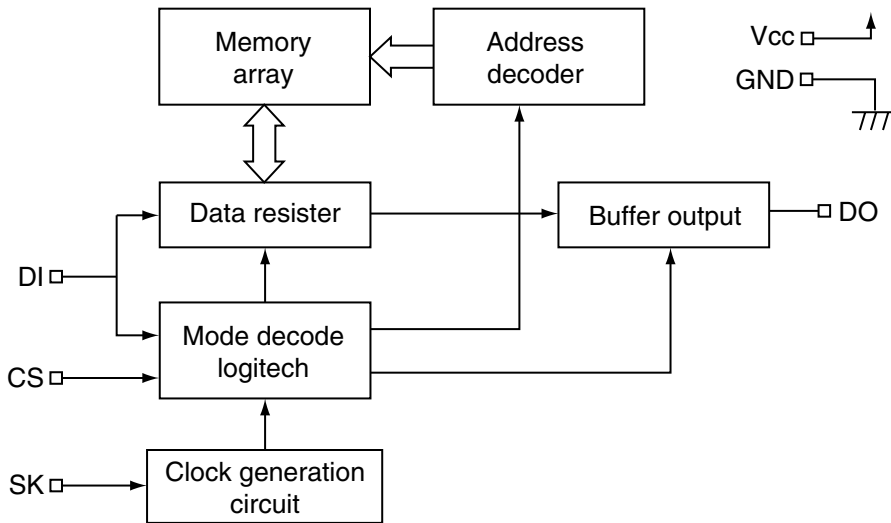 Memory
array
Address
decoder
Vcc
GND
Data resister
Buffer output
DO
DI
Mode decode
logitech
CS
Clock generation
circuit
SK